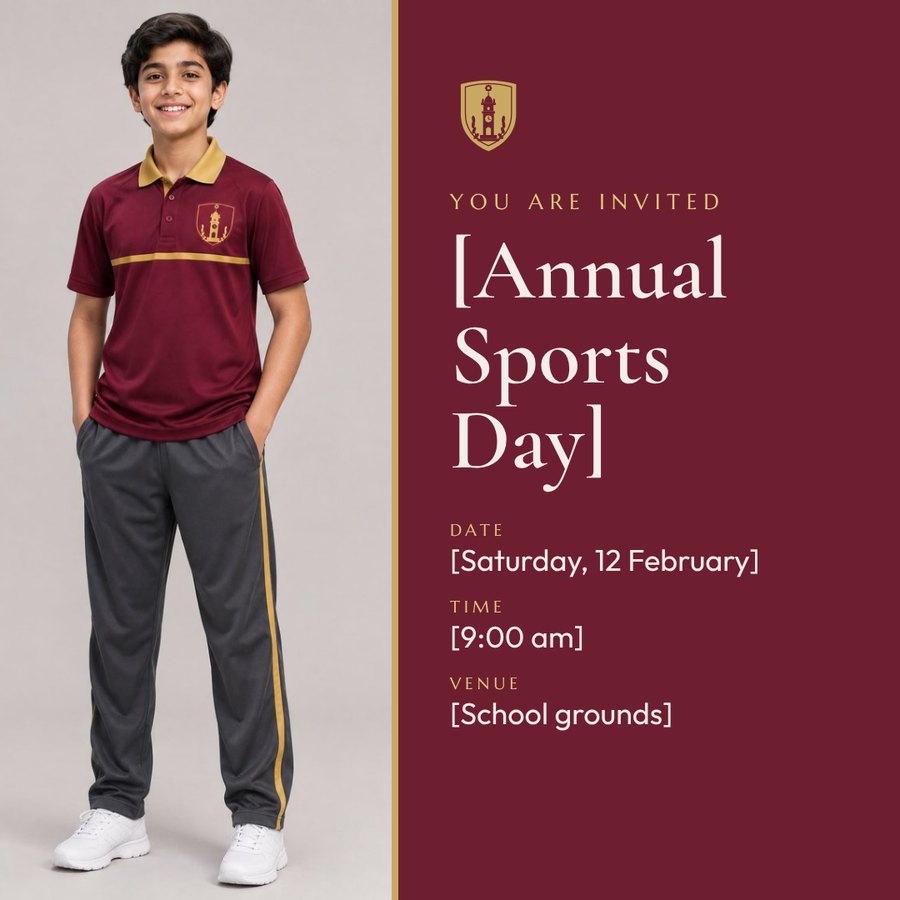 YOU ARE INVITED
[Annual
Sports
Day]
DATE
[Saturday, 12 February]
TIME
[9:00 am]
VENUE
[School grounds]